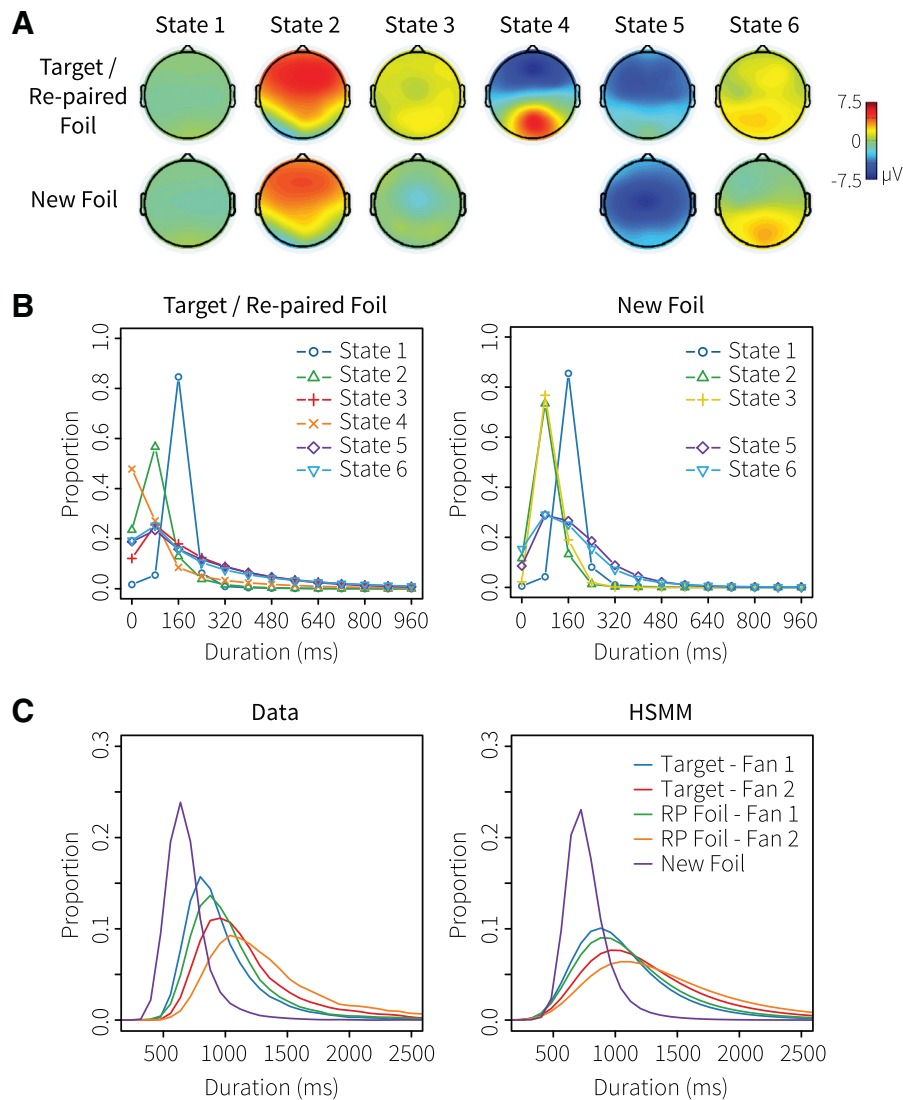 A
State 1 State 2 State 3 State 4 State 5 State 6
Target /
Re-paired
Foil
7.5
0
-7.5
µV
New Foil
B
Target / Re-paired Foil
New Foil
1.0
0.8
0.6
0.4
0.2
0.0
Proportion
State 1
State 2
State 3
State 4
State 5
State 6
0 160 320 480 640 800 960
Duration (ms)
1.0
0.8
0.6
0.4
0.2
0.0
Proportion
State 1
State 2
State 3
State 5
State 6
0 160 320 480 640 800 960
Duration (ms)
C
Data
HSMM
0.3
0.2
0.1
0.0
Proportion
500 1000 1500 2000 2500
Duration (ms)
0.3
0.2
0.1
0.0
Proportion
Target - Fan 1
Target - Fan 2
RP Foil - Fan 1
RP Foil - Fan 2
New Foil
500 1000 1500 2000 2500
Duration (ms)